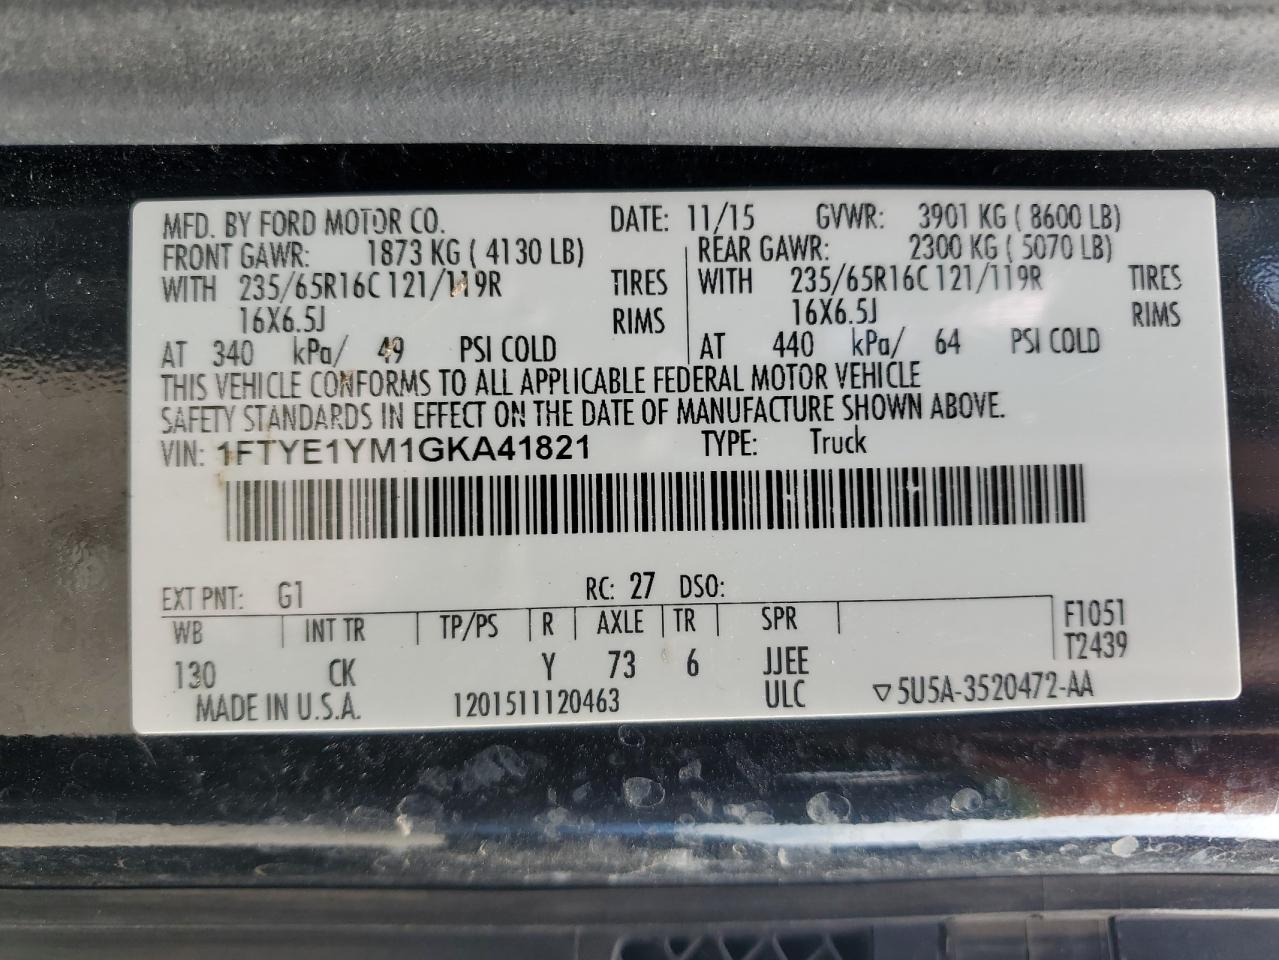 MFD. BY FORD MOTOR CO. DATE: 11/15 GVWR: 3901 KG ( 8600 LB)
FRONT GAWR: 1873 KG ( 4130 LB) REAR GAWR: 2300 KG ( 5070 LB)
WITH 235/65R16C 121/119R TIRES WITH 235/65R16C 121/119R TIRES
16X6.5J RIMS 16X6.5J RIMS
AT 340 kPa/ 49 PSI COLD AT 440 kPa/ 64 PSI COLD
THIS VEHICLE CONFORMS TO ALL APPLICABLE FEDERAL MOTOR VEHICLE
SAFETY STANDARDS IN EFFECT ON THE DATE OF MANUFACTURE SHOWN ABOVE.
VIN: 1FTYE1YM1GKA41821 TYPE: Truck
EXT PNT: G1 RC: 27 DSO:
WB INT TR TP/PS R AXLE TR SPR F1051
130 CK Y 73 6 JJEE T2439
MADE IN U.S.A. 1201511120463 ULC ▽5U5A-3520472-AA